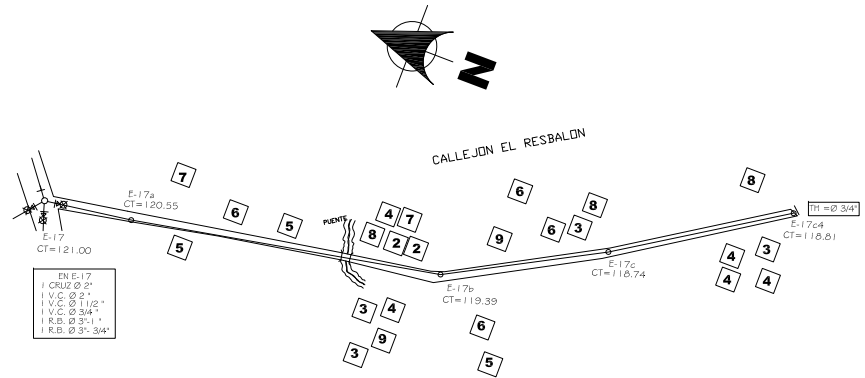 N
CALLEJON EL RESBALON
7
E-17a
CT=120.55
6
5
5
PUENTE
4
7
8
2
2
6
8
6
3
9
8
TM =Ø 3/4"
E-17c4
CT=118.81
E-17
CT=121.00
E-17c
CT=118.74
4
3
4
4
E-17b
CT=119.39
EN E-17
1 CRUZ Ø 2"
1 V.C. Ø 2 "
1 V.C. Ø 1 1/2 "
1 V.C. Ø 3/4 "
1 R.B. Ø 3"-1 "
1 R.B. Ø 3"- 3/4"
3
4
9
3
6
5